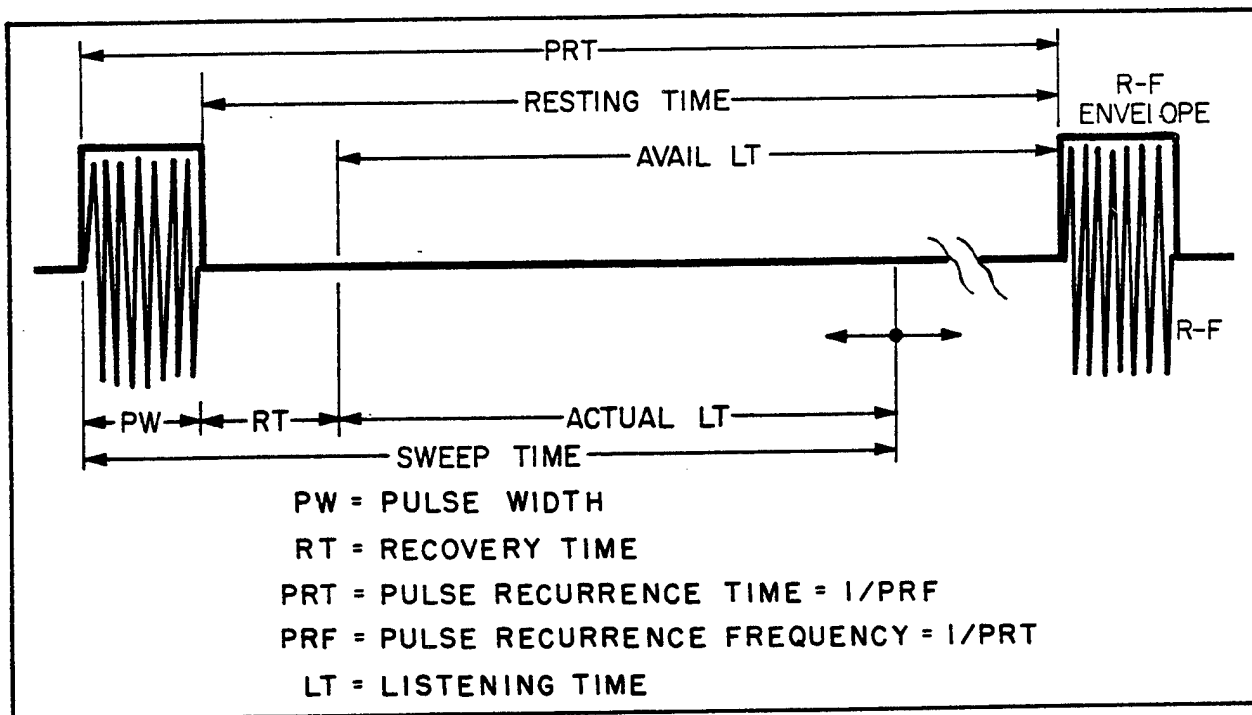 PRT
RESTING TIME
R-F
ENVELOPE
AVAIL LT
R-F
PW
RT
ACTUAL LT
SWEEP TIME
PW = PULSE WIDTH
RT = RECOVERY TIME
PRT = PULSE RECURRENCE TIME = 1/PRF
PRF = PULSE RECURRENCE FREQUENCY = 1/PRT
LT = LISTENING TIME